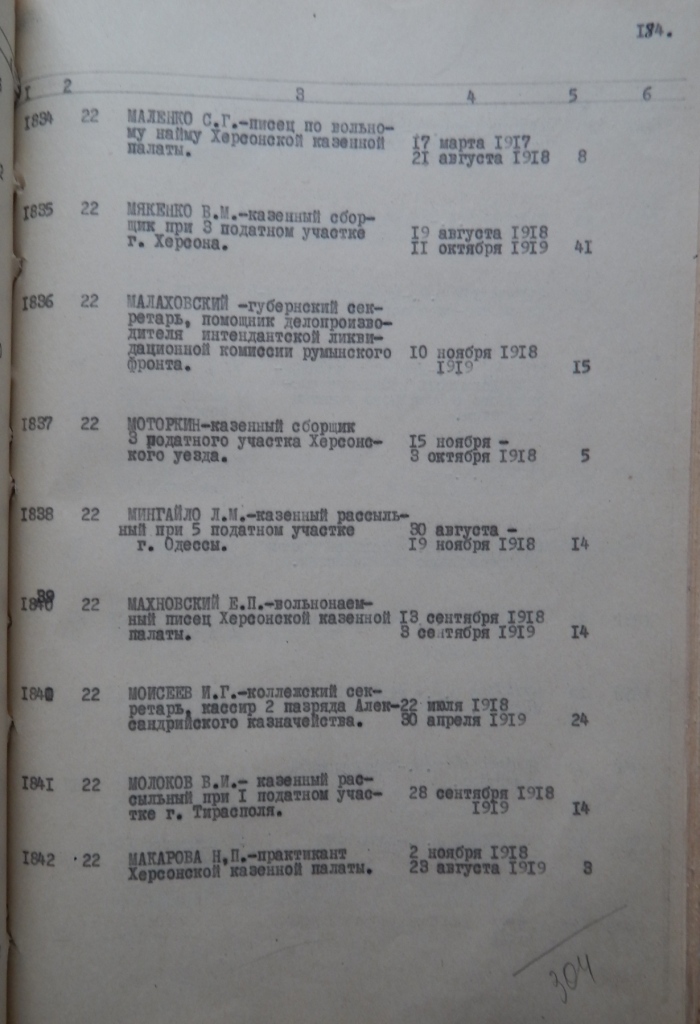 184.
1 2 3 4 5 6
1834 22 МАЛЕНКО С.Г.-писец по вольно-
му найму Херсонской казенной 17 марта 1917
палаты. 21 августа 1918 8
1835 22 МЯКЕНКО В.М.-казенный сбор-
щик при 3 податном участке 19 августа 1918
г. Херсона. 11 октября 1919 41
1836 22 МАЛАХОВСКИЙ -губернский сек-
ретарь, помощник делопроизво-
дителя интендантской ликви-
дационной комиссии румынского 10 ноября 1918
фронта. 1919 15
1837 22 МОТОРКИН-казенный сборщик
3 податного участка Херсонс- 15 ноября -
кого уезда. 3 октября 1918 5
1838 22 МИНГАЙЛО Л.М.-казенный рассыль-
ный при 5 податном участке 30 августа -
г. Одессы. 19 ноября 1918 14
1839 22 МАХНОВСКИЙ Е.П.-вольнонаем-
ный писец Херсонской казенной 13 сентября 1918
палаты. 3 сентября 1919 14
1840 22 МОИСЕЕВ И.Г.-коллежский сек-
ретарь, кассир 2 разряда Алек- 22 июля 1918
сандрийского казначейства. 30 апреля 1919 24
1841 22 МОЛОКОВ В.И.- казенный рас-
сыльный при 1 податном учас- 28 сентября 1918
тке г. Тирасполя. 1919 14
1842 22 МАКАРОВА Н,П.-практикант 2 ноября 1918
Херсонской казенной палаты. 23 августа 1919 3
304